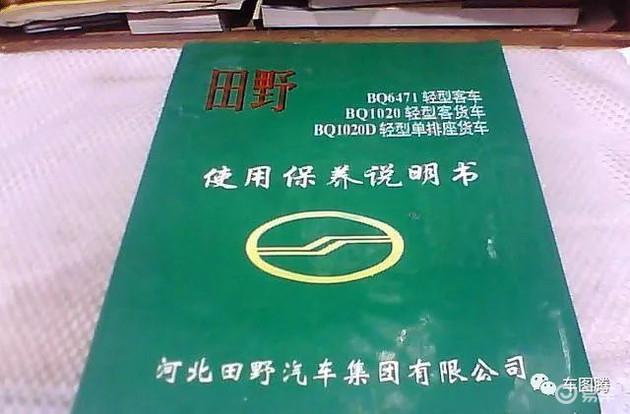 田野
BQ6471 轻型客车
BQ1020 轻型客货车
BQ1020D 轻型单排座货车
使用保养说明书
河北田野汽车集团有限公司
车图腾
易车